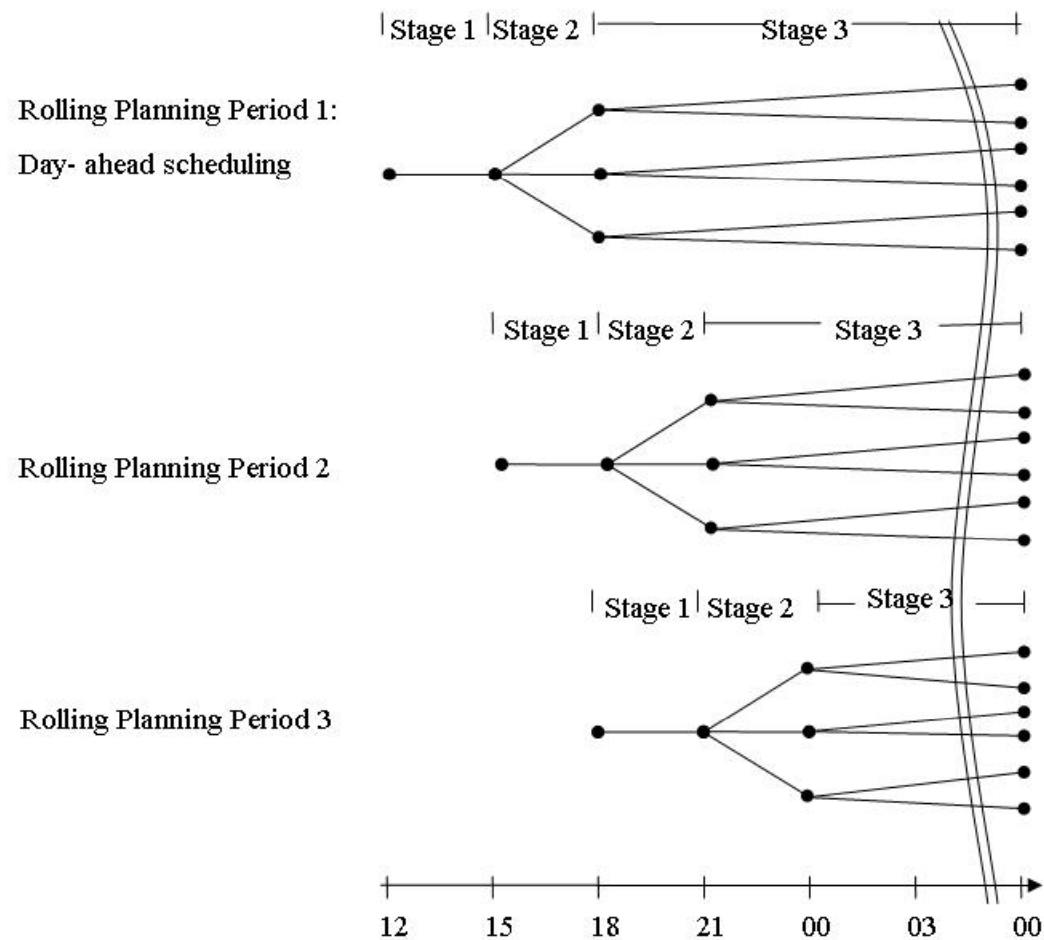 Stage 1 Stage 2 Stage 3
Rolling Planning Period 1:
Day- ahead scheduling
Stage 1 Stage 2 Stage 3
Rolling Planning Period 2
Stage 1 Stage 2 Stage 3
Rolling Planning Period 3
12 15 18 21 00 03 00